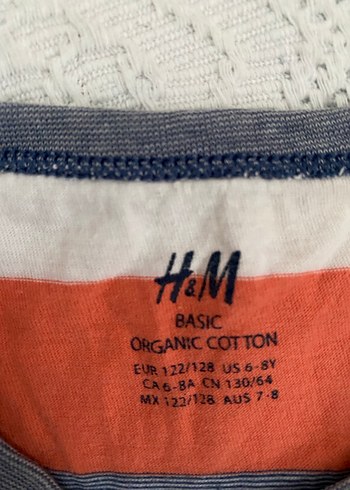 H&M
BASIC
ORGANIC COTTON
EUR 122/128 US 6-8Y
CA 6-8A CN 130/64
MX 122/128 AUS 7-8